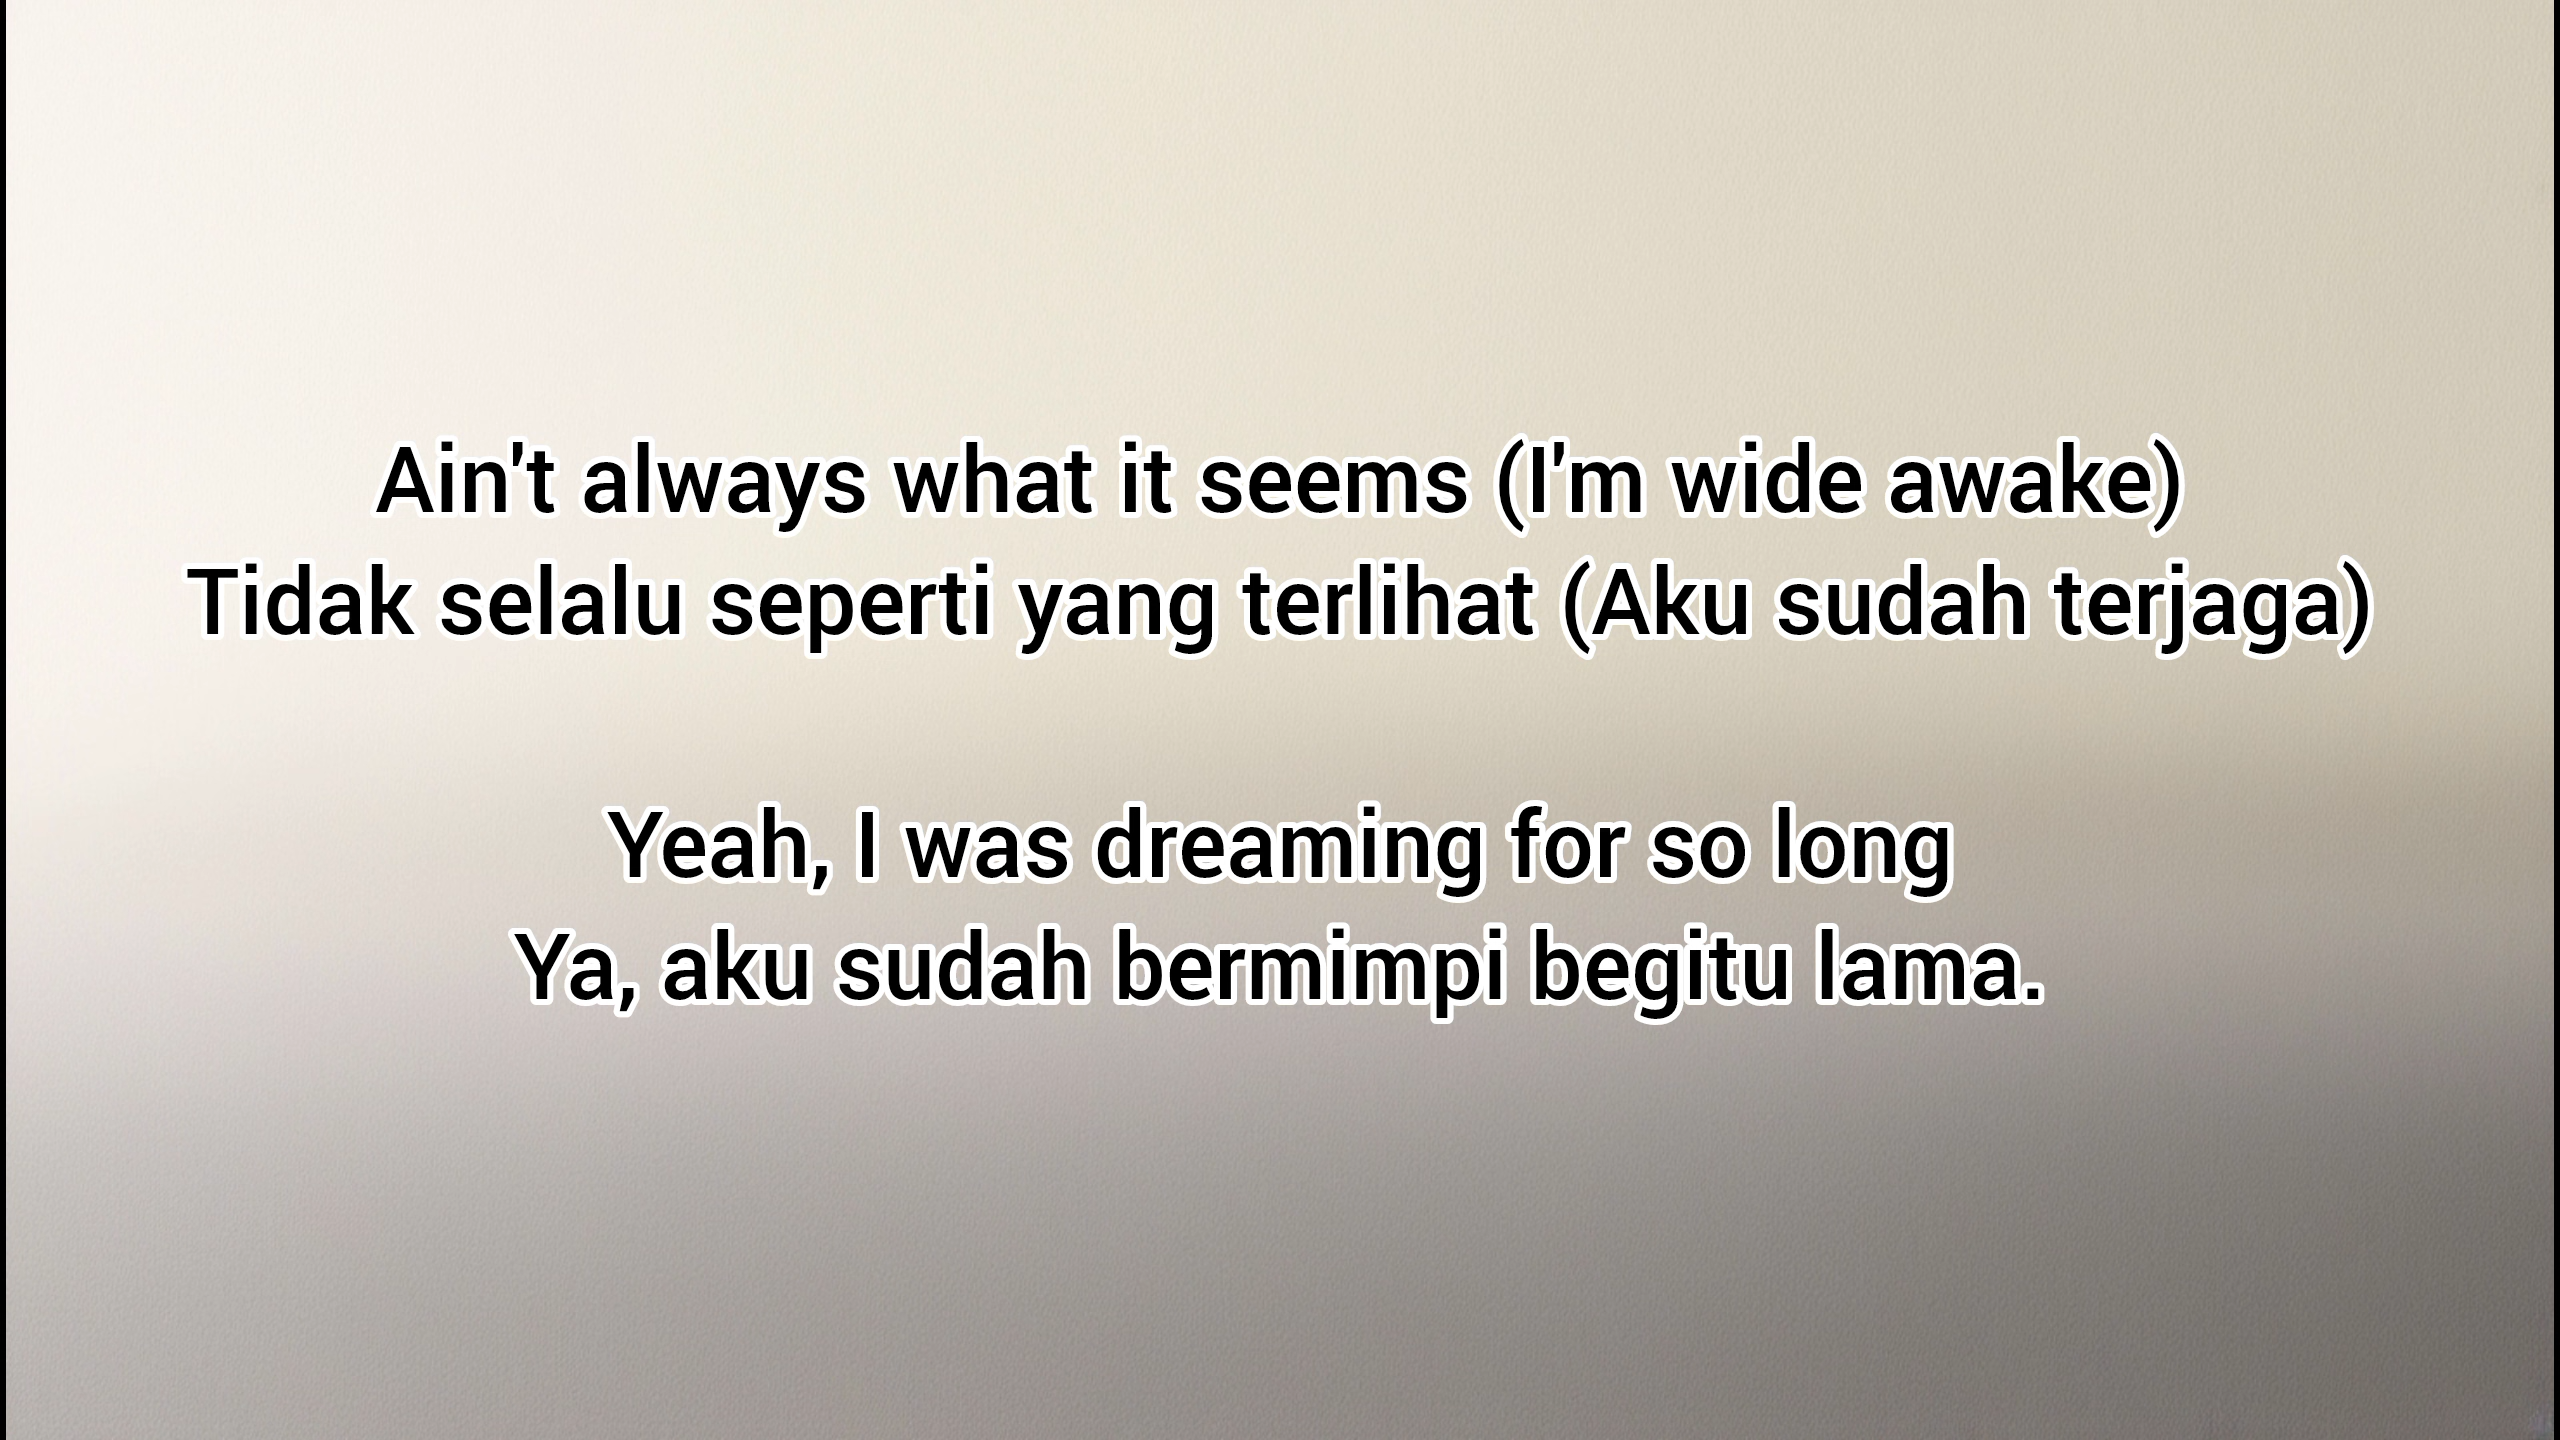 Ain't always what it seems (I'm wide awake)
Tidak selalu seperti yang terlihat (Aku sudah terjaga)
Yeah, I was dreaming for so long
Ya, aku sudah bermimpi begitu lama.